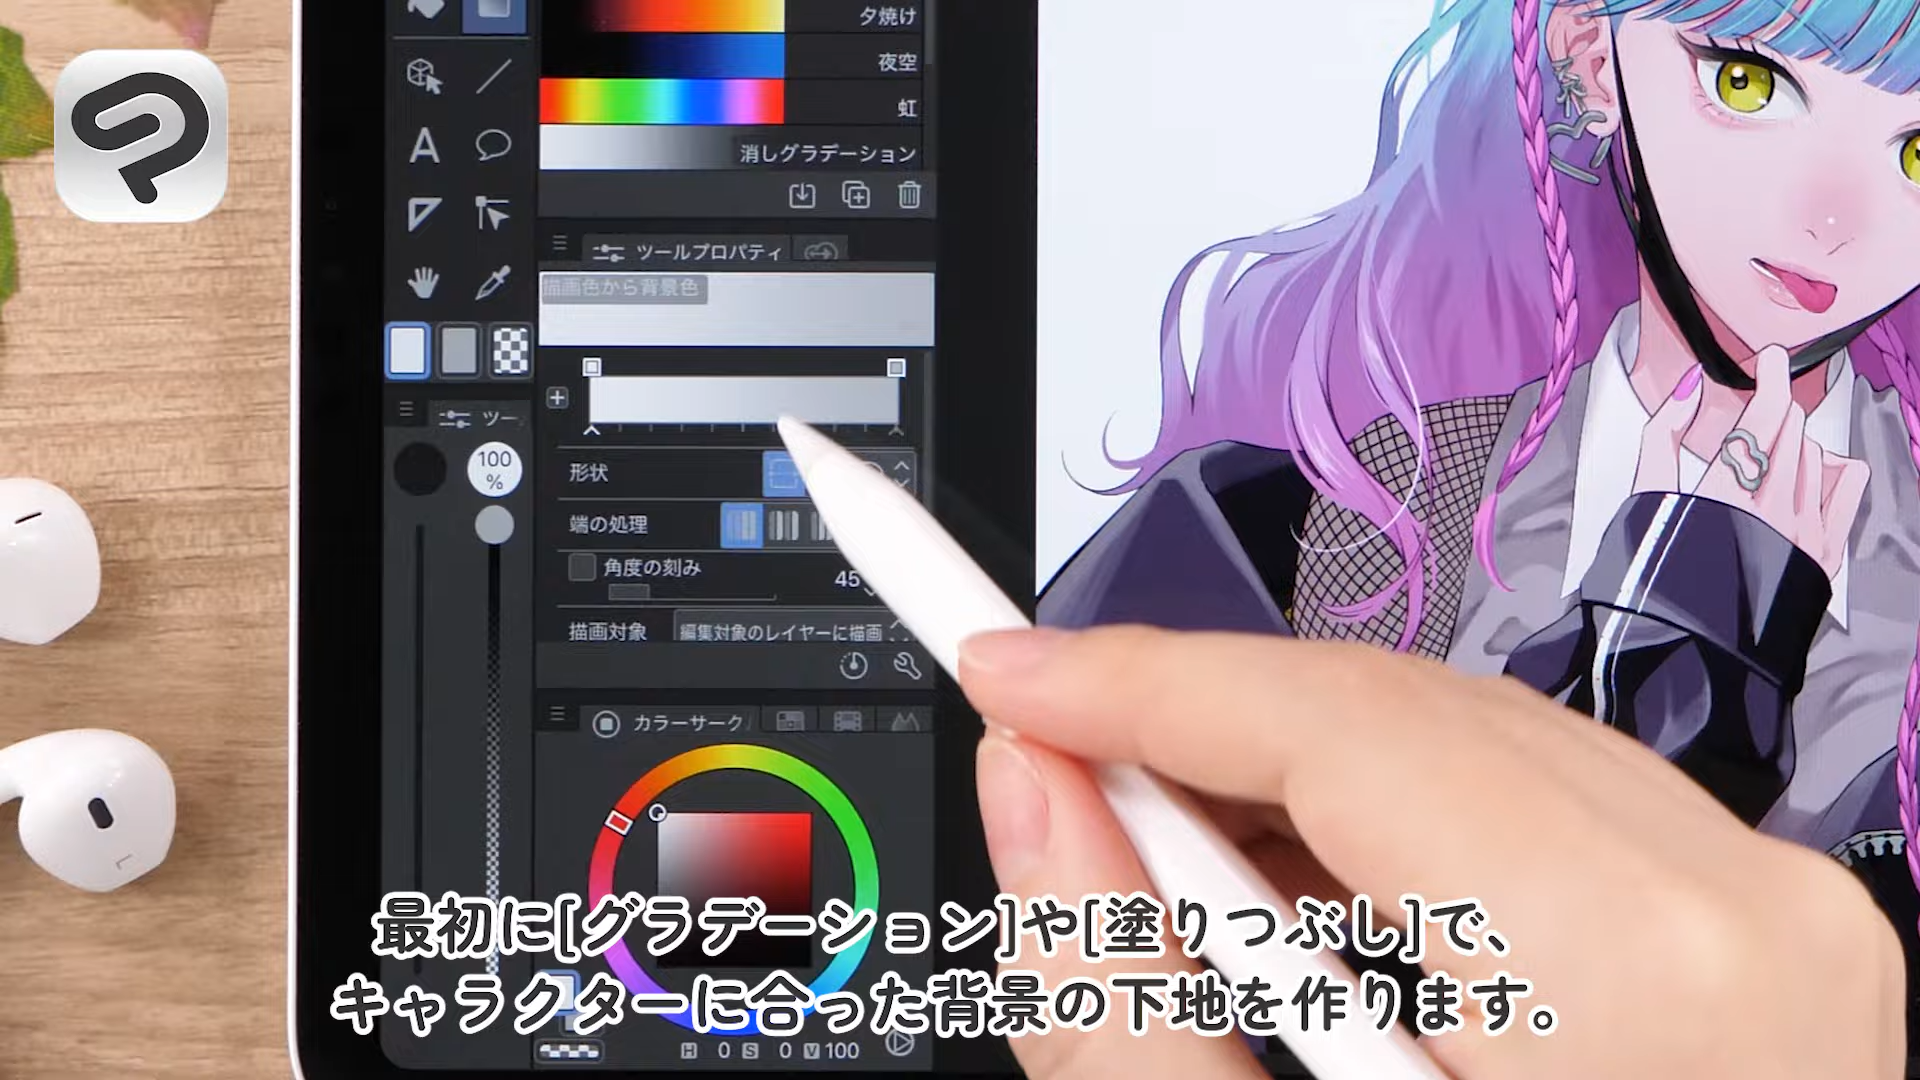 夕焼け
夜空
虹
消しグラデーション
A
ツールプロパティ
描画色から背景色
ツー
100
%
形状
端の処理
角度の刻み
45
描画対象
編集対象のレイヤーに描画
カラーサーク
最初に[グラデーション]や[塗りつぶし]で、
キャラクターに合った背景の下地を作ります。
H 0 S 0 V 100
L